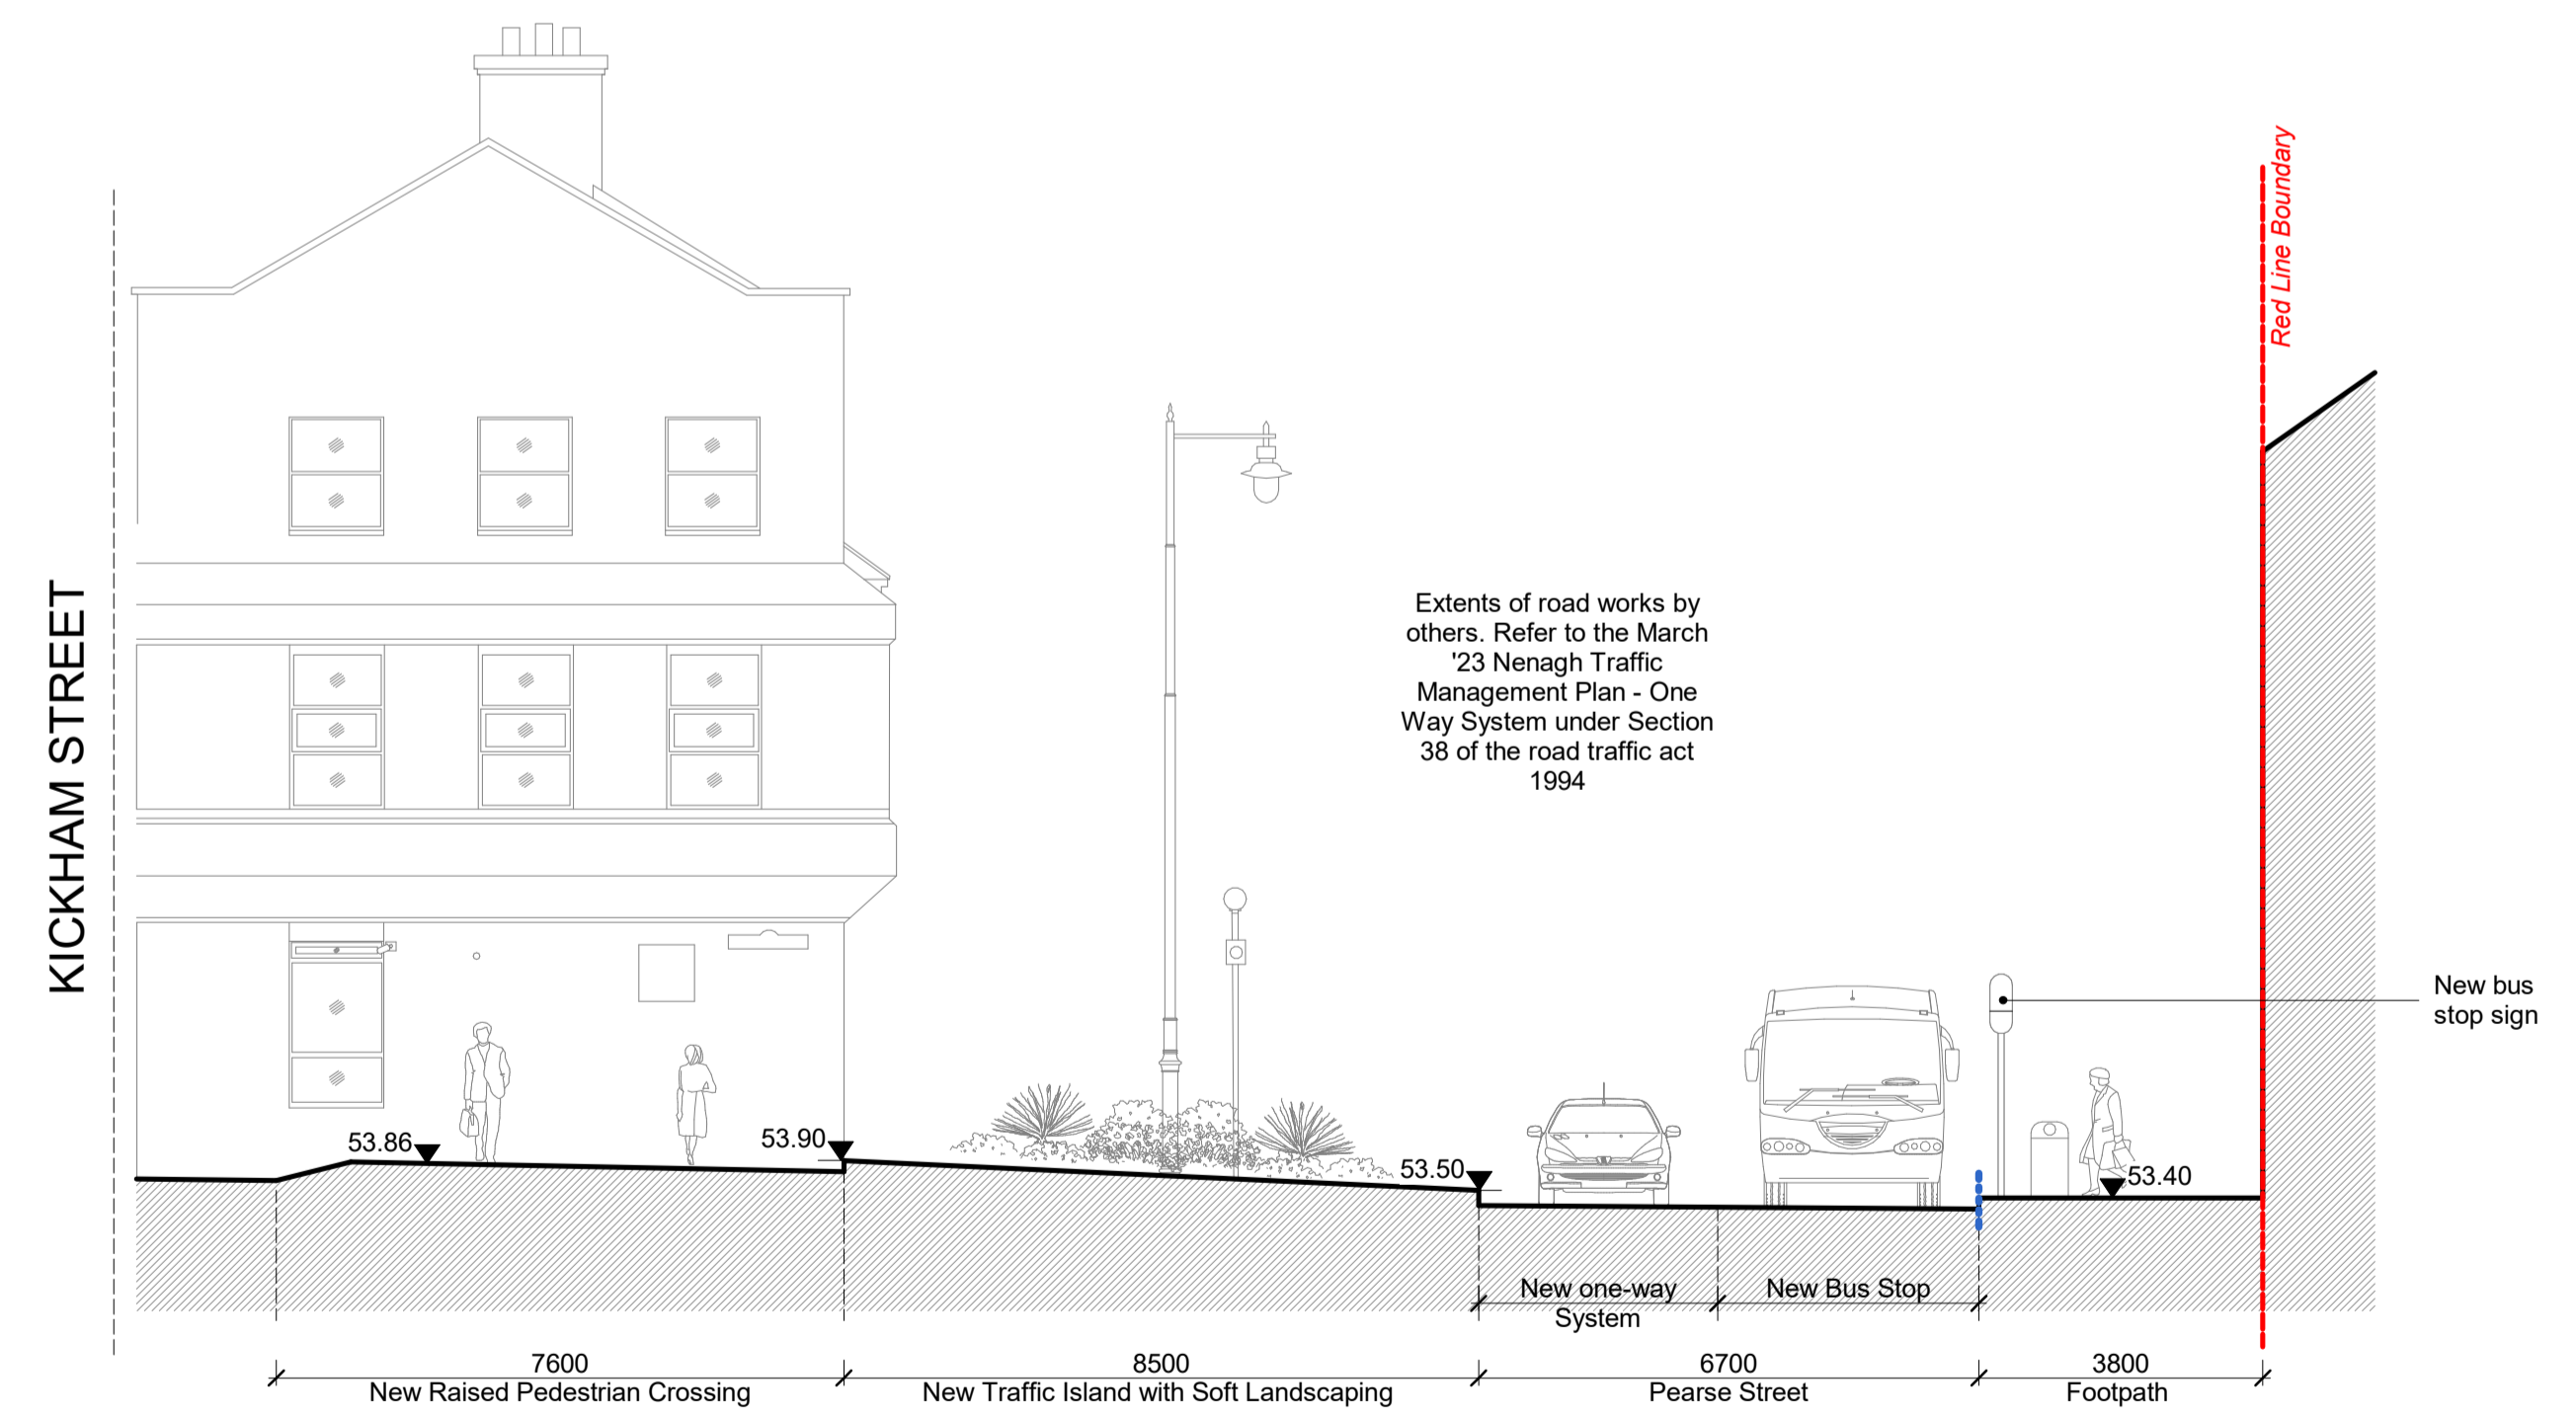 KICKHAM STREET
Red Line Boundary
Extents of road works by
others. Refer to the March
'23 Nenagh Traffic
Management Plan - One
Way System under Section
38 of the road traffic act
1994
New bus
stop sign
53.86
53.90
53.50
53.40
New one-way
System
New Bus Stop
7600
New Raised Pedestrian Crossing
8500
New Traffic Island with Soft Landscaping
6700
Pearse Street
3800
Footpath